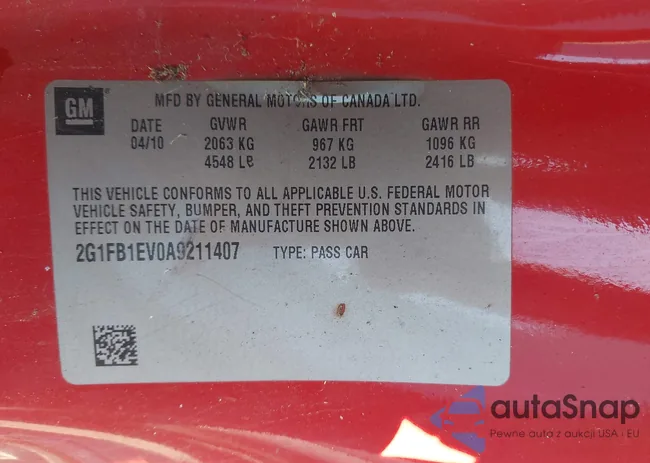 GM
MFD BY GENERAL MOTORS OF CANADA LTD.
DATE GVWR GAWR FRT GAWR RR
04/10 2063 KG 967 KG 1096 KG
4548 LB 2132 LB 2416 LB
THIS VEHICLE CONFORMS TO ALL APPLICABLE U.S. FEDERAL MOTOR
VEHICLE SAFETY, BUMPER, AND THEFT PREVENTION STANDARDS IN
EFFECT ON THE DATE OF MANUFACTURE SHOWN ABOVE.
2G1FB1EV0A9211407 TYPE: PASS CAR
autaSnap
Pewne auta z aukcji USA i EU